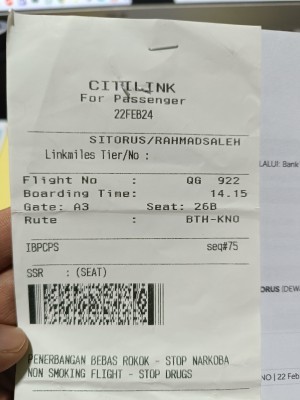 CITILINK
For Passenger
22FEB24
SITORUS/RAHMADSALEH
Linkmiles Tier/No :
Flight No : QG 922
Boarding Time: 14.15
Gate: A3 Seat: 26B
Rute : BTH-KNO
IBPCPS seq#75
SSR : (SEAT)
PENERBANGAN BEBAS ROKOK - STOP NARKOBA
NON SMOKING FLIGHT - STOP DRUGS
LALUI: Bank
ORUS (DEWA
NO | 22 Feb